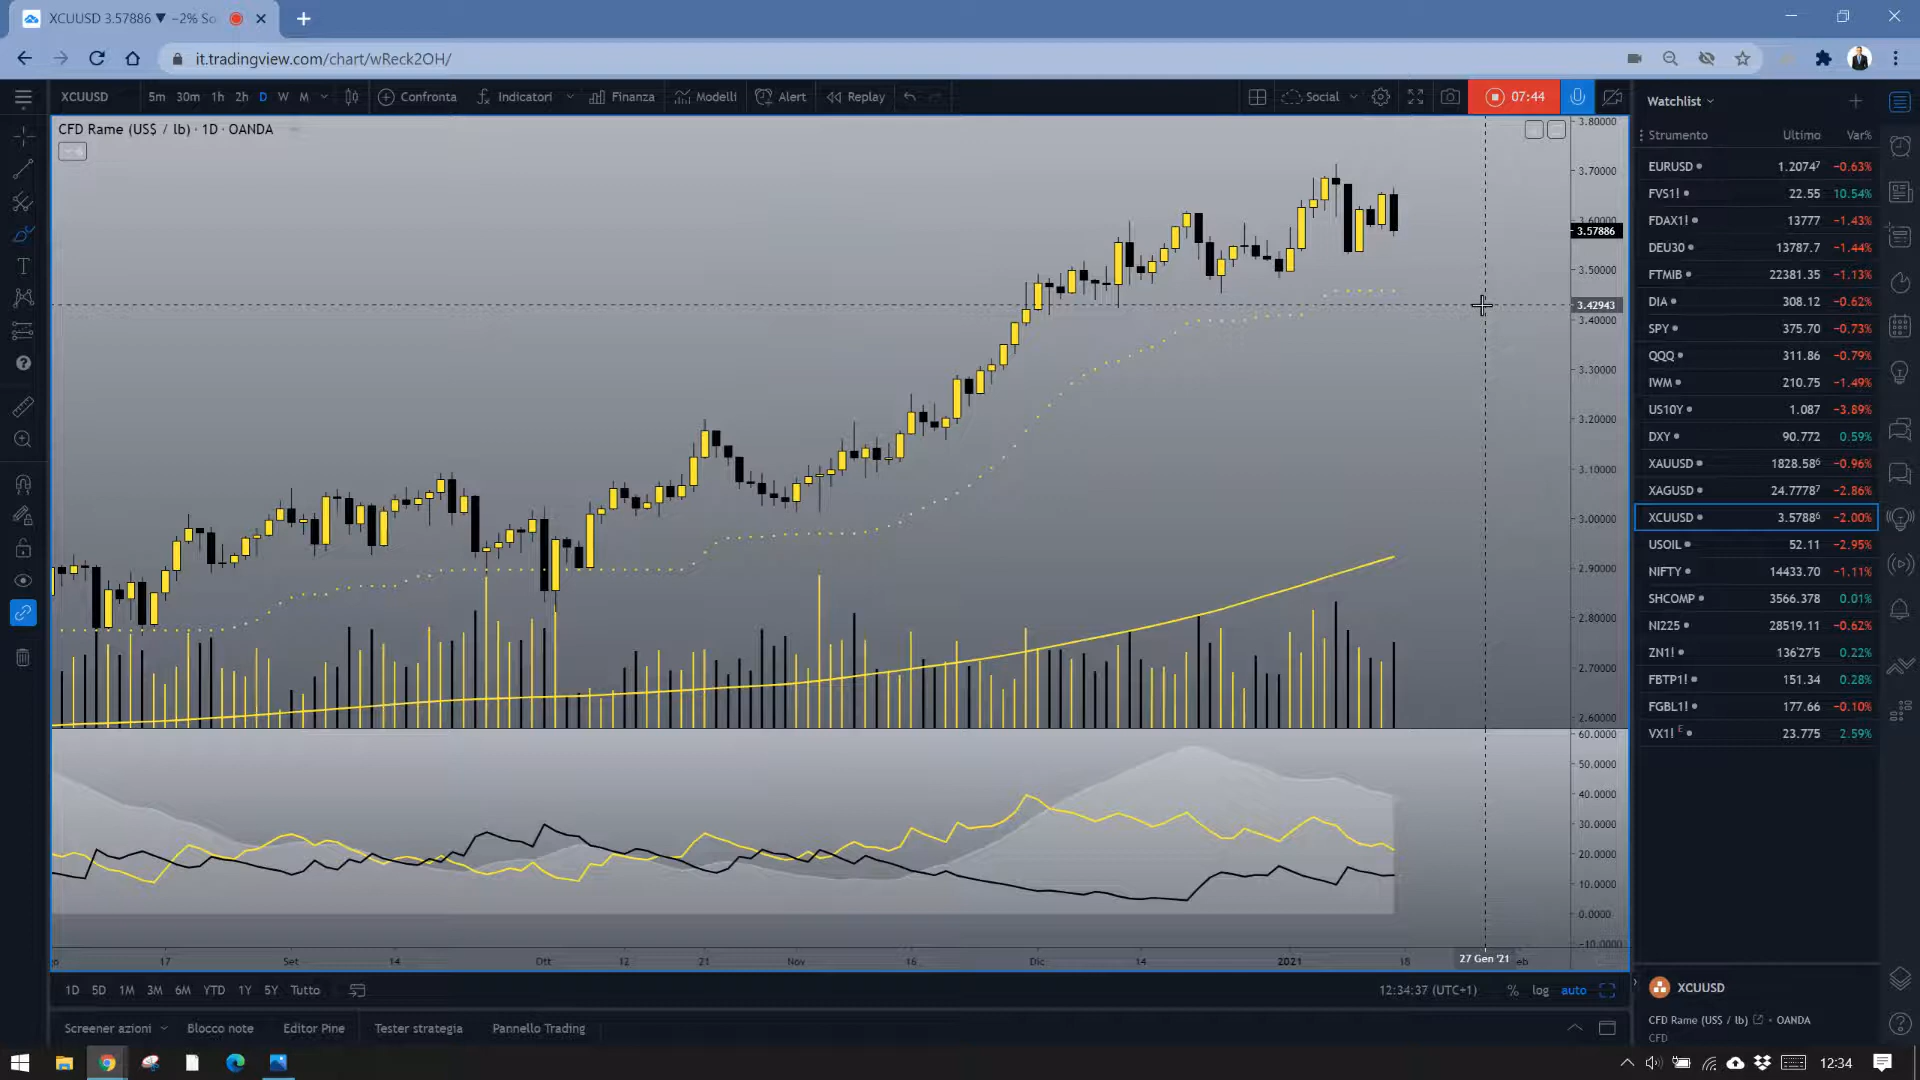 XCUUSD 3.57886 ▼ −2% So
it.tradingview.com/chart/wReck2OH/
XCUUSD 5m 30m 1h 2h D W M Confronta Indicatori Finanza Modelli Alert Replay Social 07:44
CFD Rame (US$ / lb) · 1D · OANDA
3.80000
3.70000
3.60000
3.57886
3.50000
3.42943
3.40000
3.30000
3.20000
3.10000
3.00000
2.90000
2.80000
2.70000
2.60000
60.0000
50.0000
40.0000
30.0000
20.0000
10.0000
0.0000
−10.0000
17 Set 14 Ott 12 21 Nov 16 Dic 14 2021 18 27 Gen '21 eb
1D 5D 1M 3M 6M YTD 1Y 5Y Tutto 12:34:37 (UTC+1) % log auto
Screener azioni Blocco note Editor Pine Tester strategia Pannello Trading
Watchlist
Strumento Ultimo Var%
EURUSD 1.20747 −0.63%
FVS1! 22.55 10.54%
FDAX1! 13777 −1.43%
DEU30 13787.7 −1.44%
FTMIB 22381.35 −1.13%
DIA 308.12 −0.62%
SPY 375.70 −0.73%
QQQ 311.86 −0.79%
IWM 210.75 −1.49%
US10Y 1.087 −3.89%
DXY 90.772 0.59%
XAUUSD 1828.586 −0.96%
XAGUSD 24.77787 −2.86%
XCUUSD 3.57886 −2.00%
USOIL 52.11 −2.95%
NIFTY 14433.70 −1.11%
SHCOMP 3566.378 0.01%
NI225 28519.11 −0.62%
ZN1! 136'27'5 0.22%
FBTP1! 151.34 0.28%
FGBL1! 177.66 −0.10%
VX1! E 23.775 2.59%
XCUUSD
CFD Rame (US$ / lb) • OANDA
CFD
12:34